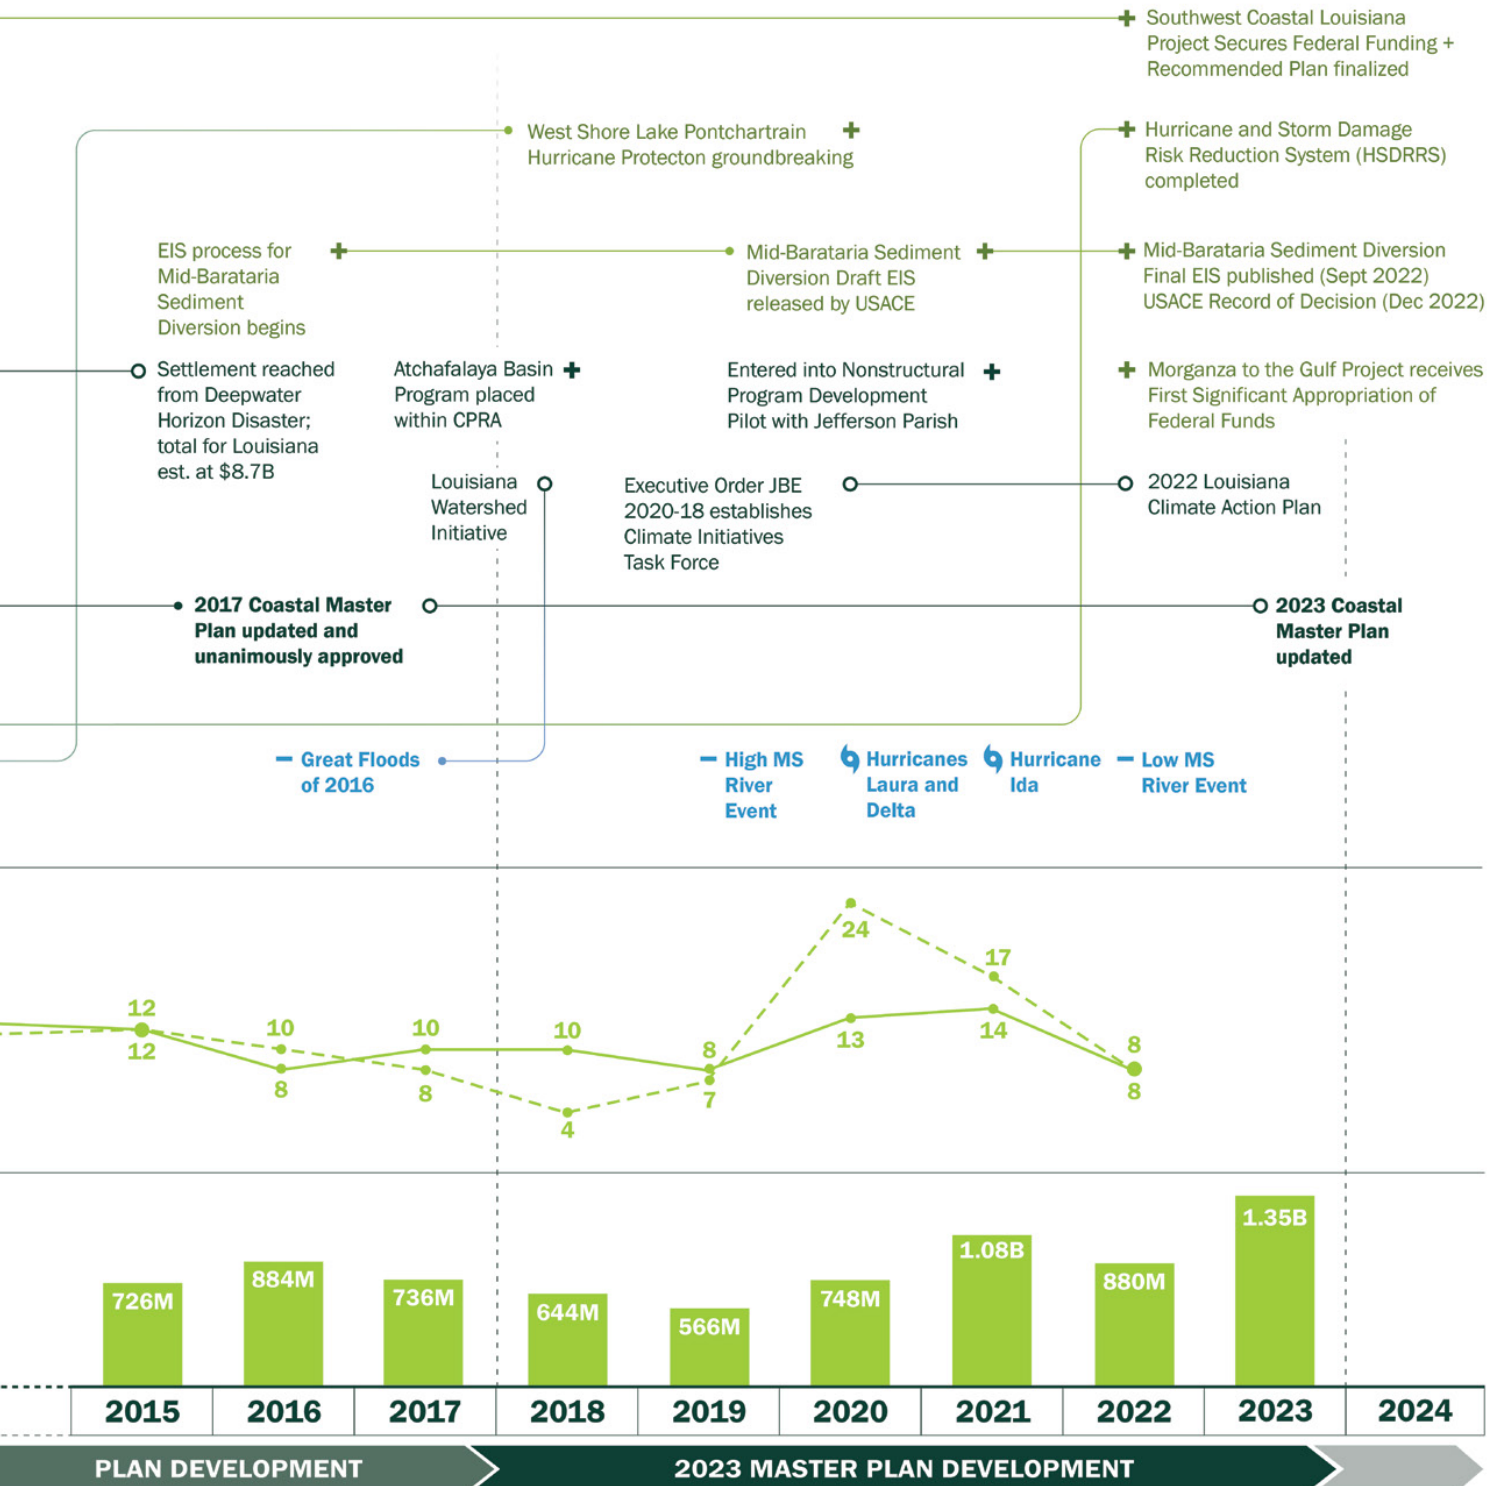 Southwest Coastal Louisiana
Project Secures Federal Funding +
Recommended Plan finalized
West Shore Lake Pontchartrain
Hurricane Protecton groundbreaking
Hurricane and Storm Damage
Risk Reduction System (HSDRRS)
completed
EIS process for
Mid-Barataria
Sediment
Diversion begins
Mid-Barataria Sediment
Diversion Draft EIS
released by USACE
Mid-Barataria Sediment Diversion
Final EIS published (Sept 2022)
USACE Record of Decision (Dec 2022)
Settlement reached
from Deepwater
Horizon Disaster;
total for Louisiana
est. at $8.7B
Atchafalaya Basin
Program placed
within CPRA
Entered into Nonstructural
Program Development
Pilot with Jefferson Parish
Morganza to the Gulf Project receives
First Significant Appropriation of
Federal Funds
Louisiana
Watershed
Initiative
Executive Order JBE
2020-18 establishes
Climate Initiatives
Task Force
2022 Louisiana
Climate Action Plan
2017 Coastal Master
Plan updated and
unanimously approved
2023 Coastal
Master Plan
updated
Great Floods
of 2016
High MS
River
Event
Hurricanes
Laura and
Delta
Hurricane
Ida
Low MS
River Event
12
12
10
8
10
8
10
4
8
7
24
13
17
14
8
8
726M
884M
736M
644M
566M
748M
1.08B
880M
1.35B
2015
2016
2017
2018
2019
2020
2021
2022
2023
2024
PLAN DEVELOPMENT
2023 MASTER PLAN DEVELOPMENT